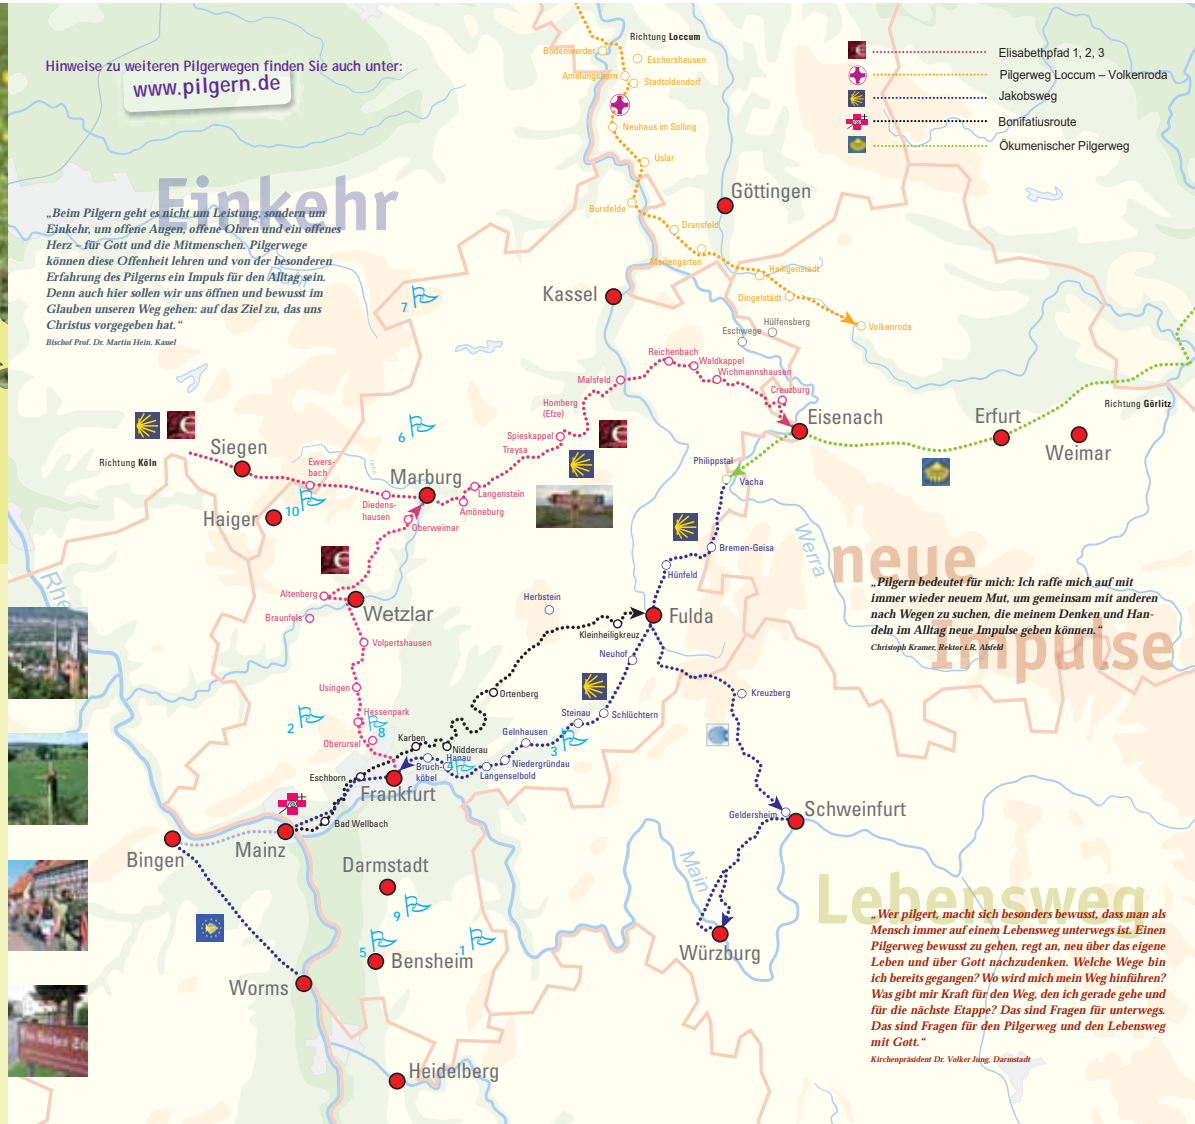 Hinweise zu weiteren Pilgerwegen finden Sie auch unter:
www.pilgern.de
Elisabethpfad 1, 2, 3
Pilgerweg Loccum – Volkenroda
Jakobsweg
Bonifatiusroute
Ökumenischer Pilgerweg
Einkehr
„Beim Pilgern geht es nicht um Leistung, sondern um
Einkehr, um offene Augen, offene Ohren und ein offenes
Herz – für Gott und die Mitmenschen. Pilgerwege
können diese Offenheit lehren und von der besonderen
Erfahrung des Pilgerns ein Impuls für den Alltag sein.
Denn auch hier sollen wir uns öffnen und bewusst im
Glauben unseren Weg gehen: auf das Ziel zu, das uns
Christus vorgegeben hat.“
Bischof Prof. Dr. Martin Hein, Kassel
Richtung Loccum
Bodenwerder
Eschershausen
Amelungsborn
Stadtoldendorf
Neuhaus im Solling
Uslar
Göttingen
Bursfelde
Dransfeld
Mariengarten
Heiligenstadt
Dingelstädt
Volkenroda
Kassel
Hülfensberg
Eschwege
7
Reichenbach
Waldkappel
Wichmannshausen
Malsfeld
Creuzburg
Homberg
(Efze)
Eisenach
Erfurt
Richtung Görlitz
Weimar
Spieskappel
Treysa
6
Siegen
Richtung Köln
Ewers-
bach
Lahn
Marburg
Langenstein
Amöneburg
Diedens-
hausen
Oberweimar
Haiger
10
Philippstal
Vacha
Werra
Bremen-Geisa
Hünfeld
neue
Impulse
„Pilgern bedeutet für mich: Ich raffe mich auf mit
immer wieder neuem Mut, um gemeinsam mit anderen
nach Wegen zu suchen, die meinem Denken und Han-
deln im Alltag neue Impulse geben können.“
Christoph Kramer, Rektor i.R, Alsfeld
Rhe
Altenberg
Wetzlar
Braunfels
Herbstein
Fulda
Kleinheiligkreuz
Volpertshausen
Neuhof
Usingen
Ortenberg
Kreuzberg
Hessenpark
2
8
Steinau
Schlüchtern
Oberursel
Karben
Gelnhausen
3
Nidderau
Hanau
4
Bruch-
köbel
Niedergründau
Langenselbold
Eschborn
Frankfurt
Geldersheim
Schweinfurt
Bad Wellbach
Mainz
Bingen
Darmstadt
Main
9
5
1
Bensheim
Würzburg
Worms
Heidelberg
Lebensweg
„Wer pilgert, macht sich besonders bewusst, dass man als
Mensch immer auf einem Lebensweg unterwegs ist. Einen
Pilgerweg bewusst zu gehen, regt an, neu über das eigene
Leben und über Gott nachzudenken. Welche Wege bin
ich bereits gegangen? Wo wird mich mein Weg hinführen?
Was gibt mir Kraft für den Weg, den ich gerade gehe und
für die nächste Etappe? Das sind Fragen für unterwegs.
Das sind Fragen für den Pilgerweg und den Lebensweg
mit Gott.“
Kirchenpräsident Dr. Volker Jung, Darmstadt